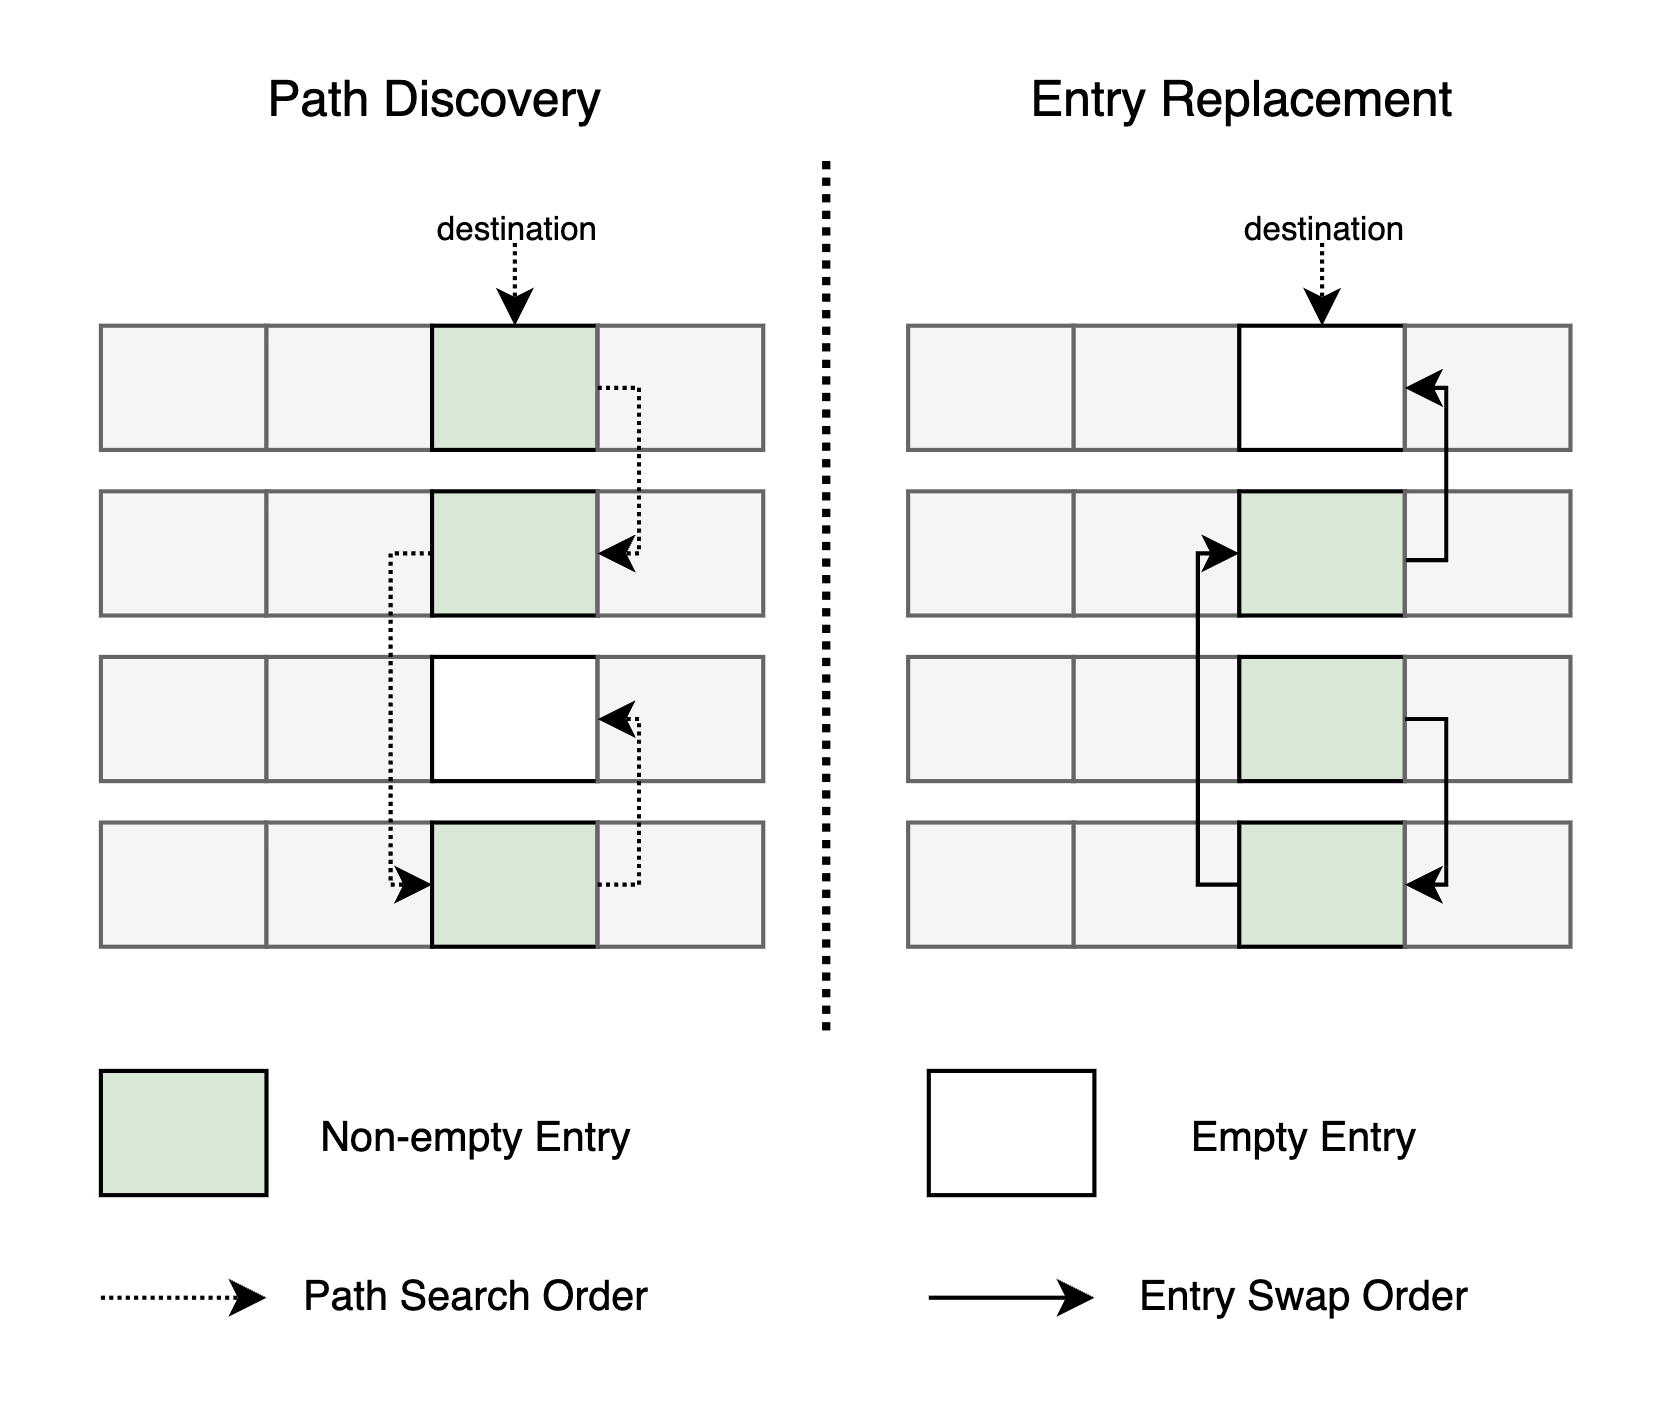 Path Discovery
Entry Replacement
destination
destination
Non-empty Entry
Empty Entry
Path Search Order
Entry Swap Order